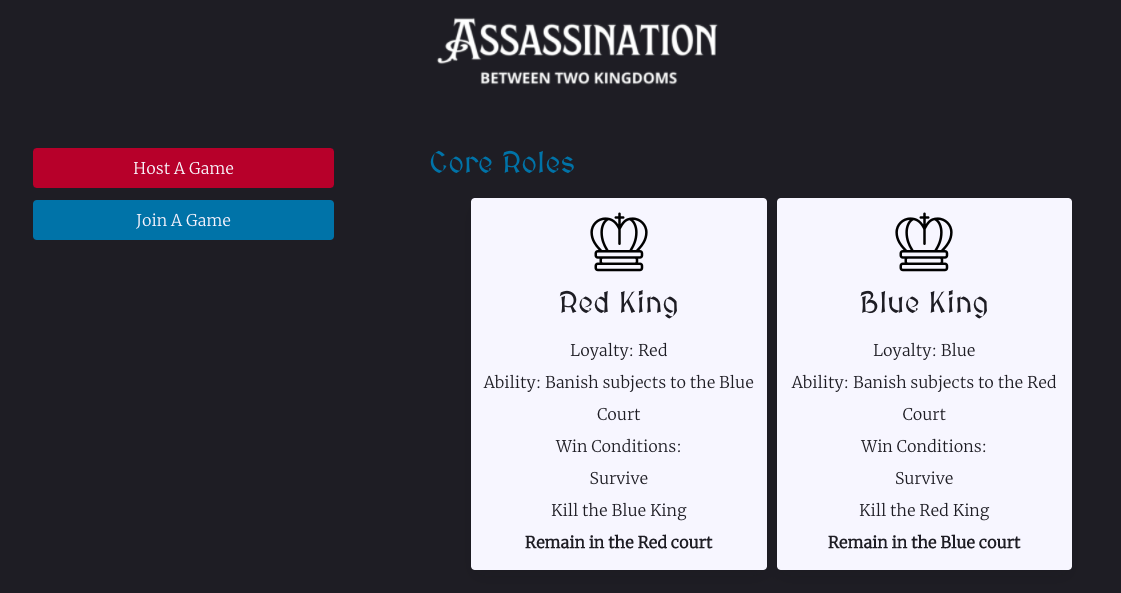 ASSASSINATION
BETWEEN TWO KINGDOMS
Host A Game
Join A Game
Core Roles
Red King
Loyalty: Red
Ability: Banish subjects to the Blue
Court
Win Conditions:
Survive
Kill the Blue King
Remain in the Red court
Blue King
Loyalty: Blue
Ability: Banish subjects to the Red
Court
Win Conditions:
Survive
Kill the Red King
Remain in the Blue court